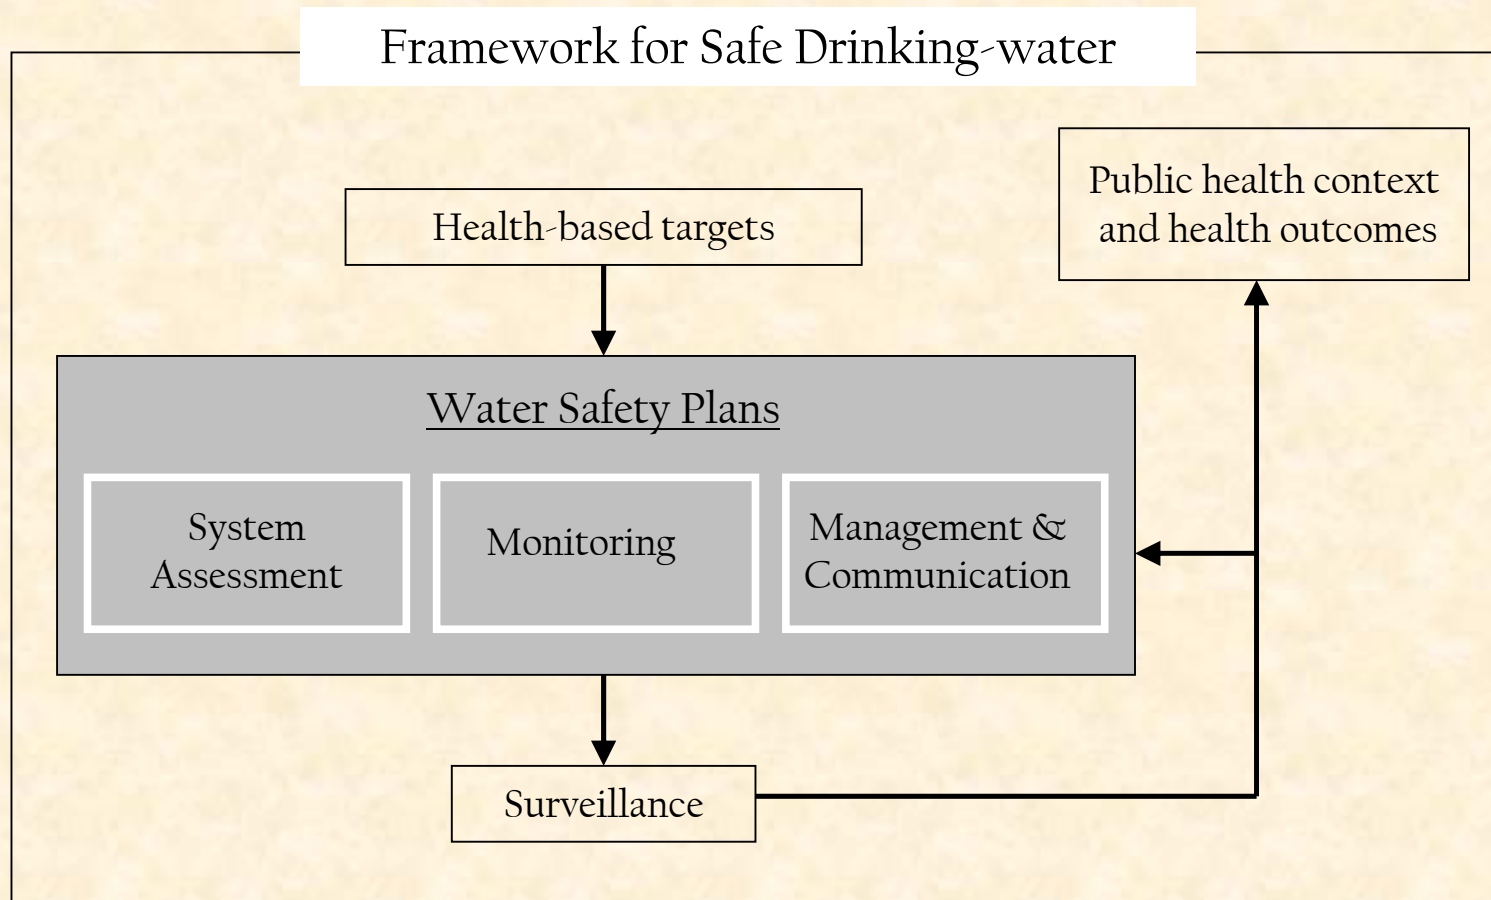 Framework for Safe Drinking-water
Public health context
and health outcomes
Health-based targets
Water Safety Plans
System
Assessment
Monitoring
Management &
Communication
Surveillance